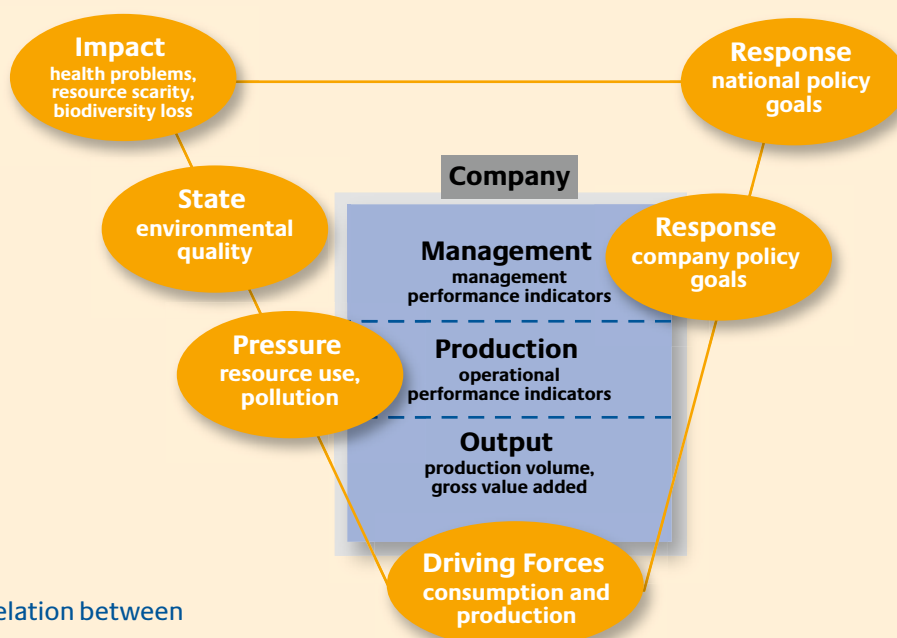 Impact
health problems,
resource scarity,
biodiversity loss
Response
national policy
goals
Company
State
environmental
quality
Management
management
performance indicators
Response
company policy
goals
Pressure
resource use,
pollution
Production
operational
performance indicators
Output
production volume,
gross value added
Driving Forces
consumption and
production
elation between